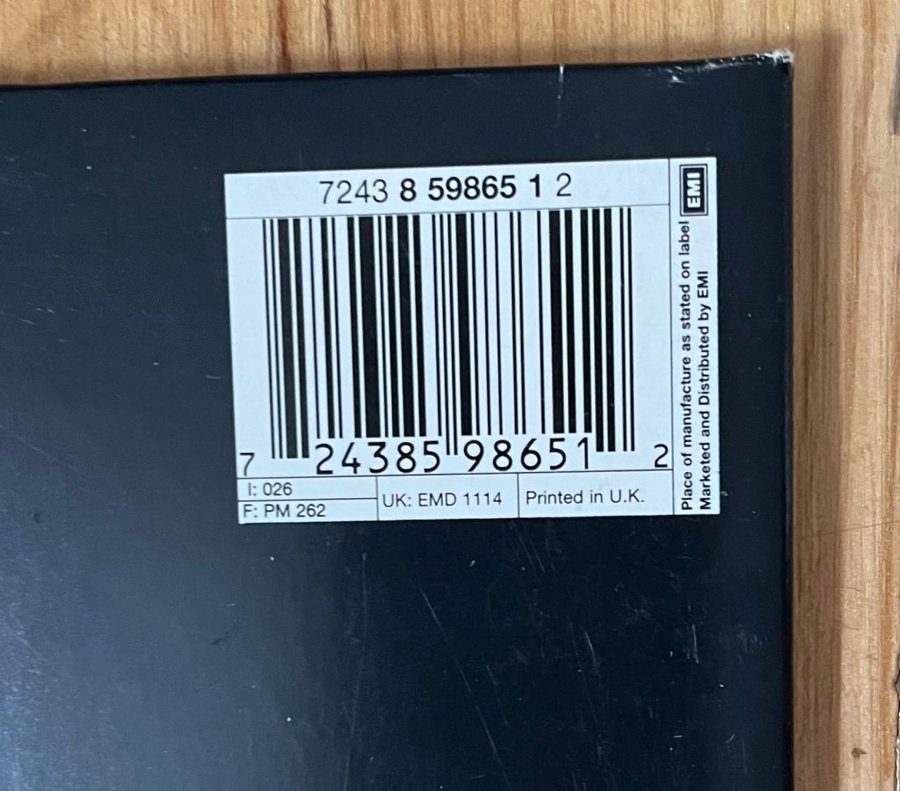 7243 8 59865 1 2
7 24385 98651 2
I: 026
F: PM 262
UK: EMD 1114
Printed in U.K.
EMI
Place of manufacture as stated on label
Marketed and Distributed by EMI